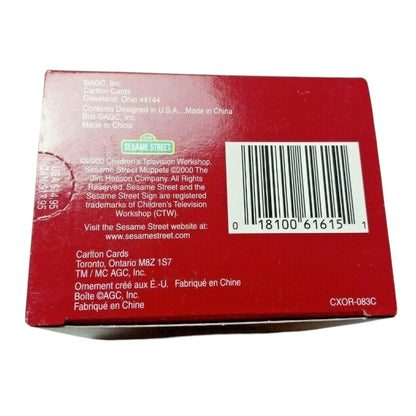 ©AGC, Inc.
Carlton Cards
Cleveland, Ohio 44144
Contents Designed in U.S.A....Made in China
Box ©AGC, Inc.
Made in China
SESAME STREET
©2000 Children's Television Workshop.
Sesame Street Muppets ©2000 The
Jim Henson Company. All Rights
Reserved. Sesame Street and the
Sesame Street Sign are registered
trademarks of Children's Television
Workshop (CTW).
Visit the Sesame Street website at:
www.sesamestreet.com
0 18100 61615 1
Carlton Cards
Toronto, Ontario M8Z 1S7
TM / MC AGC, Inc.
Ornement créé aux É.-U. Fabriqué en Chine
Boîte ©AGC, Inc.
Fabriqué en Chine
CXOR-083C